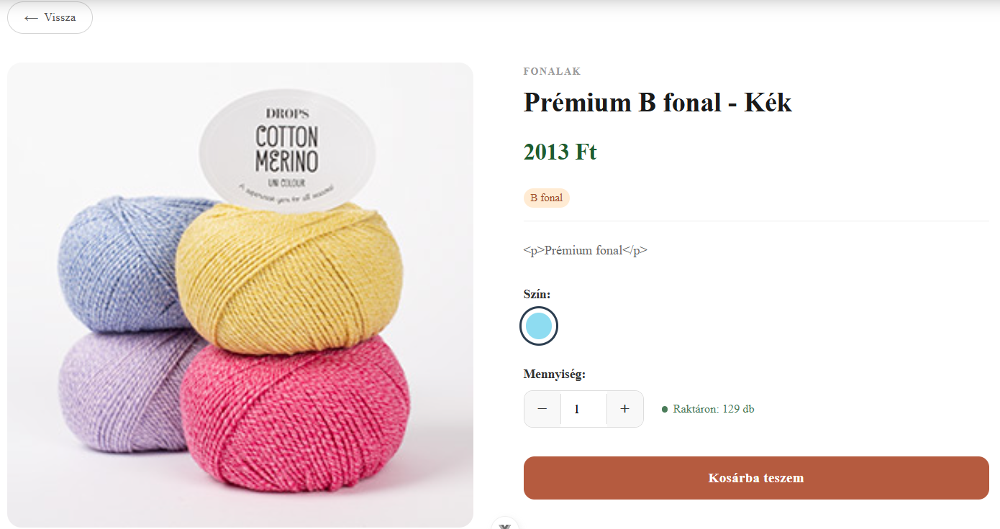 ← Vissza
DROPS
COTTON
MERINO
UNI COLOUR
A superwash yarn for all seasons!
FONALAK
Prémium B fonal - Kék
2013 Ft
B fonal
<p>Prémium fonal</p>
Szín:
Mennyiség:
− 1 +
Raktáron: 129 db
Kosárba teszem